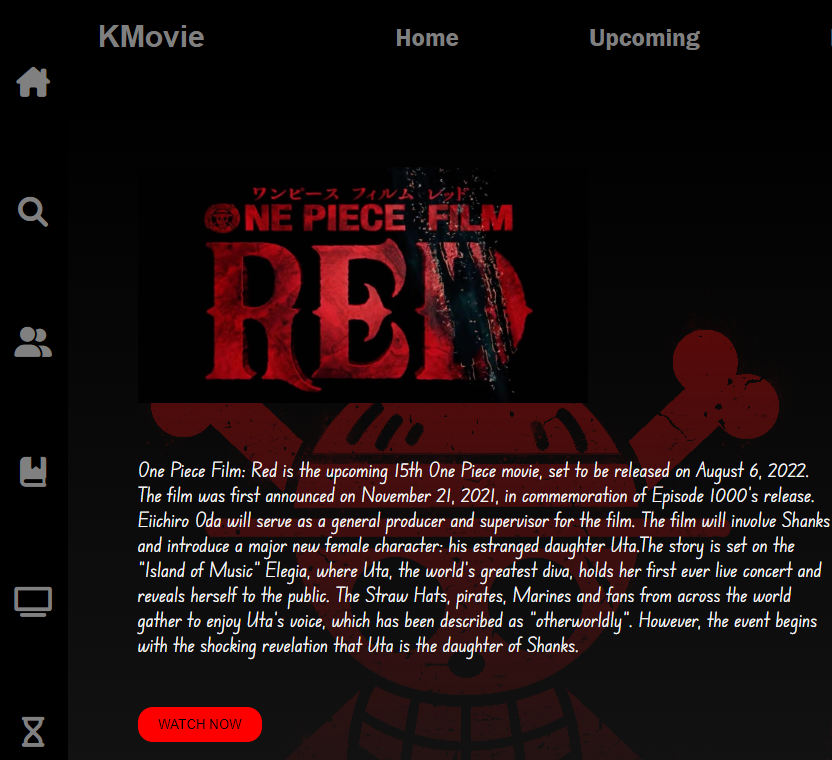 KMovie
Home
Upcoming
ワンピース フィルム レッド
ONE PIECE FILM
RED
One Piece Film: Red is the upcoming 15th One Piece movie, set to be released on August 6, 2022.
The film was first announced on November 21, 2021, in commemoration of Episode 1000's release.
Eiichiro Oda will serve as a general producer and supervisor for the film. The film will involve Shanks
and introduce a major new female character: his estranged daughter Uta.The story is set on the
"Island of Music" Elegia, where Uta, the world's greatest diva, holds her first ever live concert and
reveals herself to the public. The Straw Hats, pirates, Marines and fans from across the world
gather to enjoy Uta's voice, which has been described as "otherworldly". However, the event begins
with the shocking revelation that Uta is the daughter of Shanks.
WATCH NOW